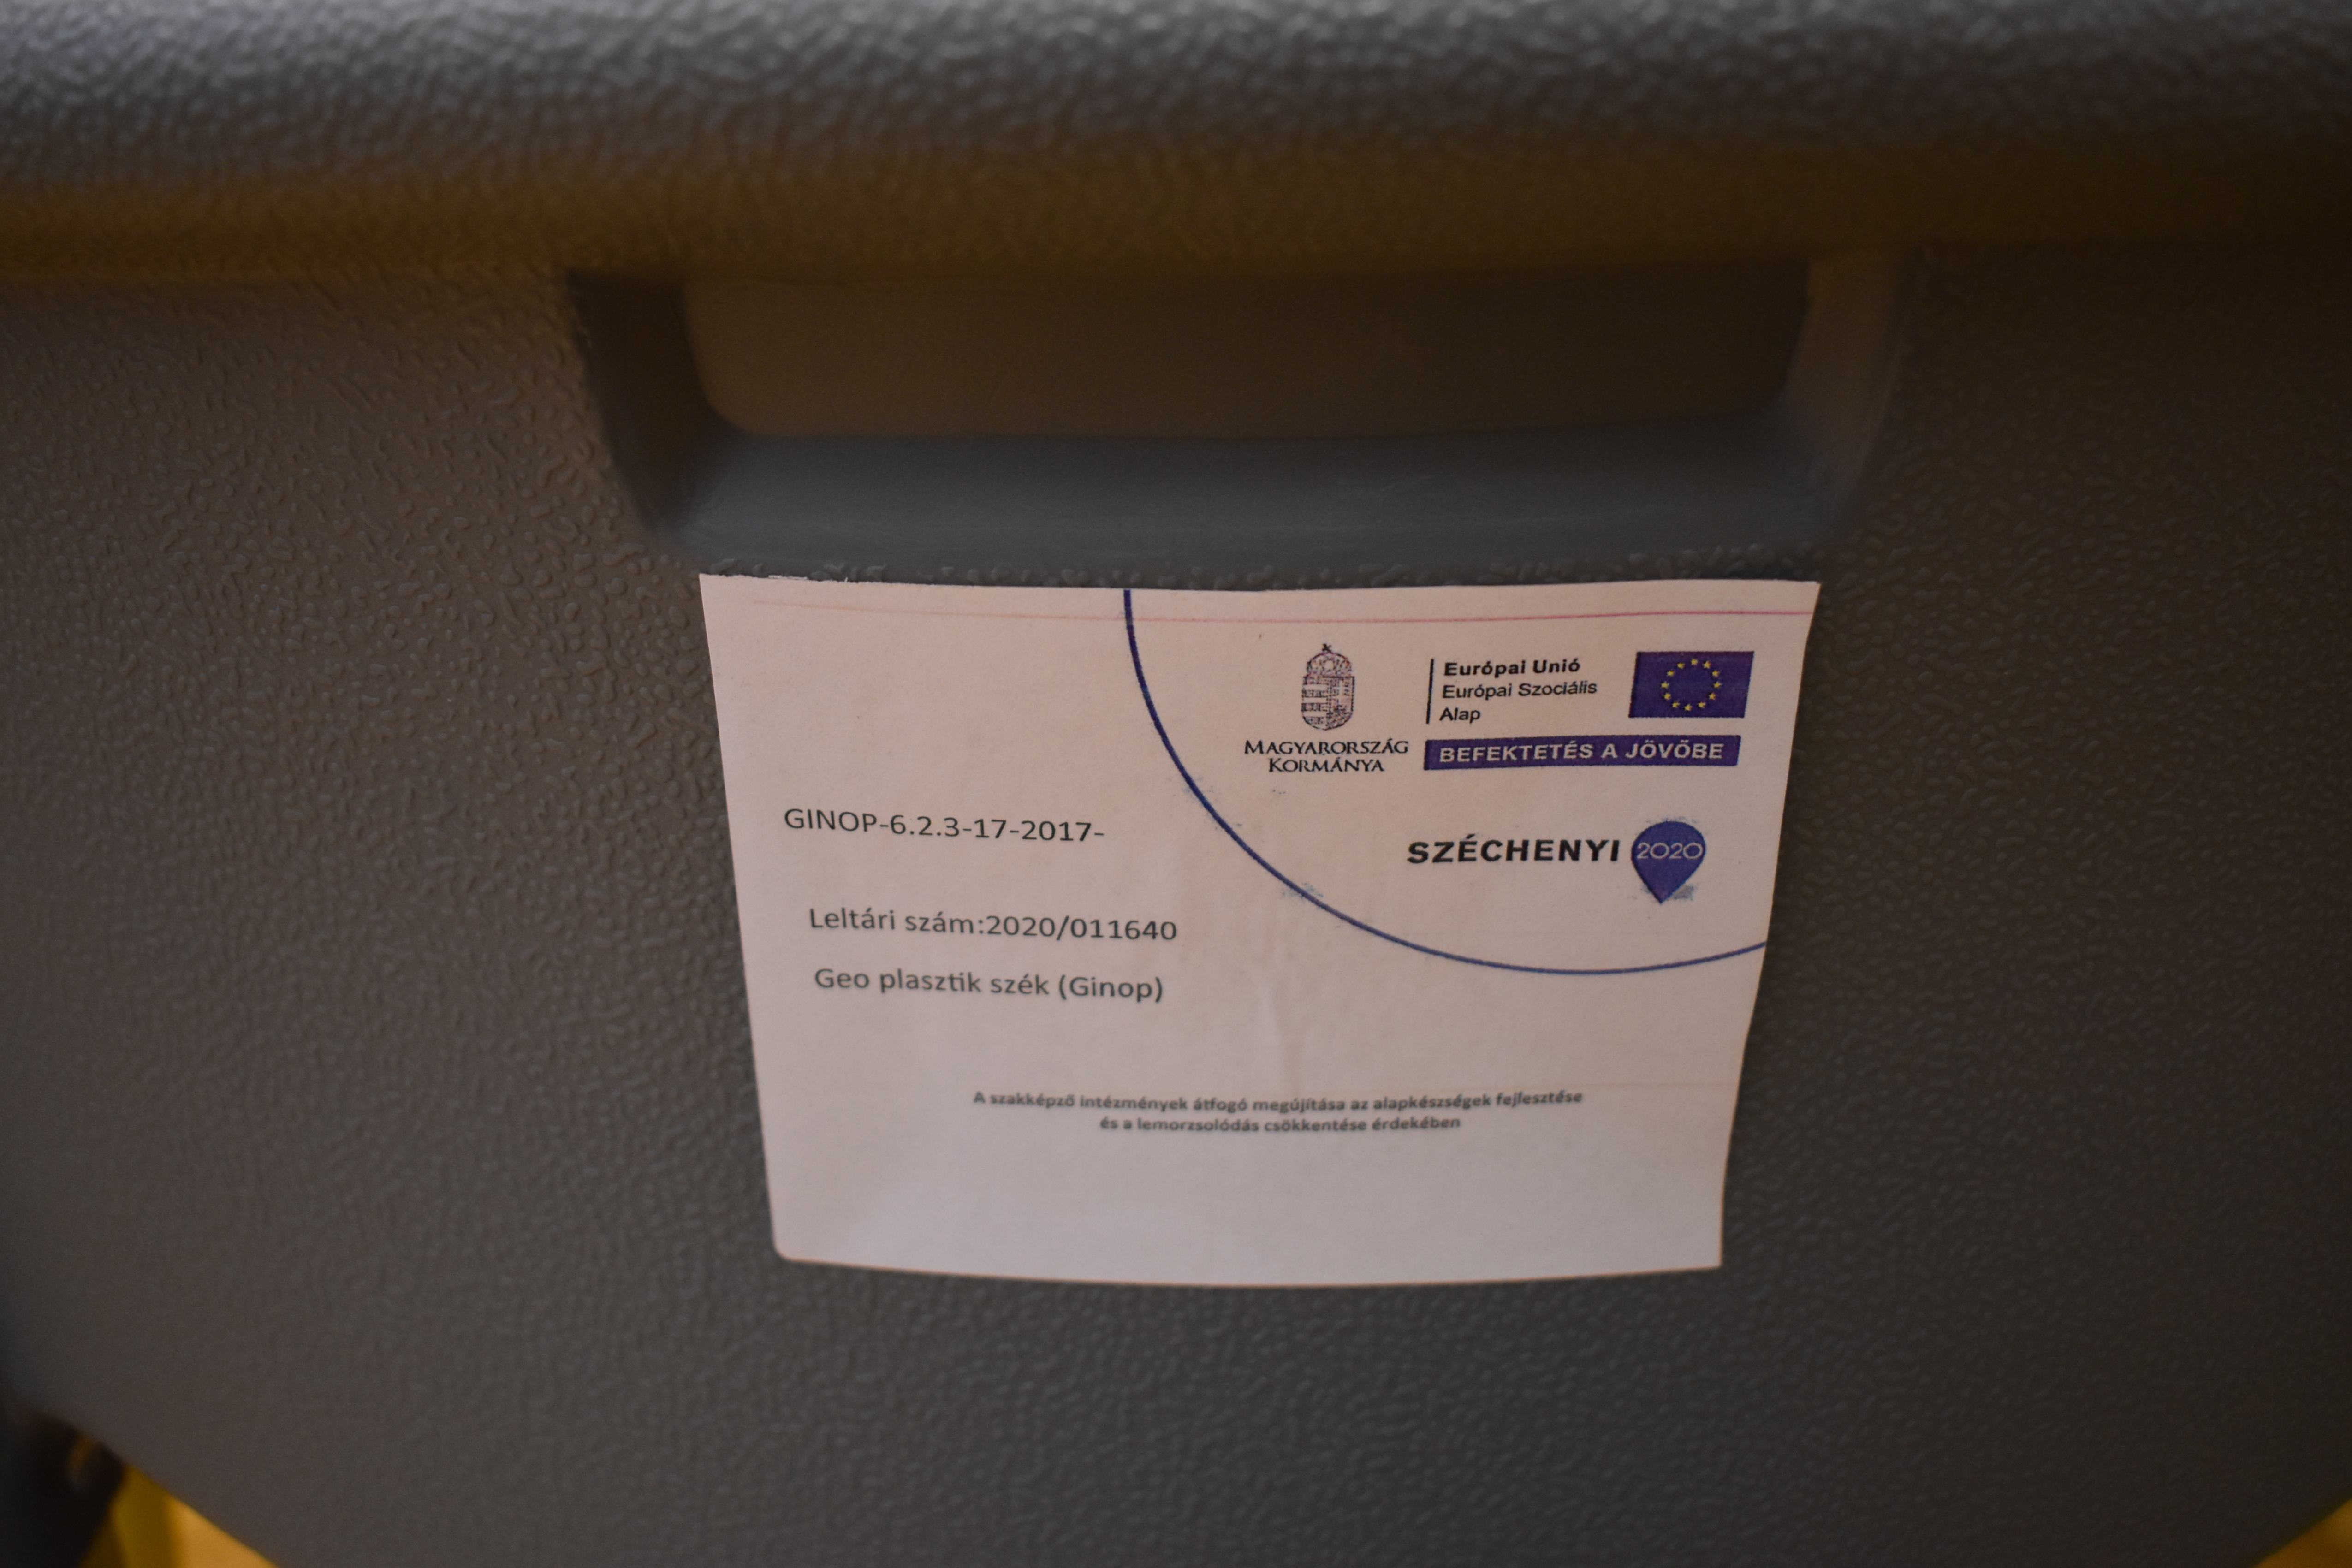 MAGYARORSZÁG
KORMÁNYA
Európai Unió
Európai Szociális
Alap
BEFEKTETÉS A JÖVŐBE
SZÉCHENYI 2020
GINOP-6.2.3-17-2017-
Leltári szám:2020/011640
Geo plasztik szék (Ginop)
A szakképző intézmények átfogó megújítása az alapkészségek fejlesztése
és a lemorzsolódás csökkentése érdekében